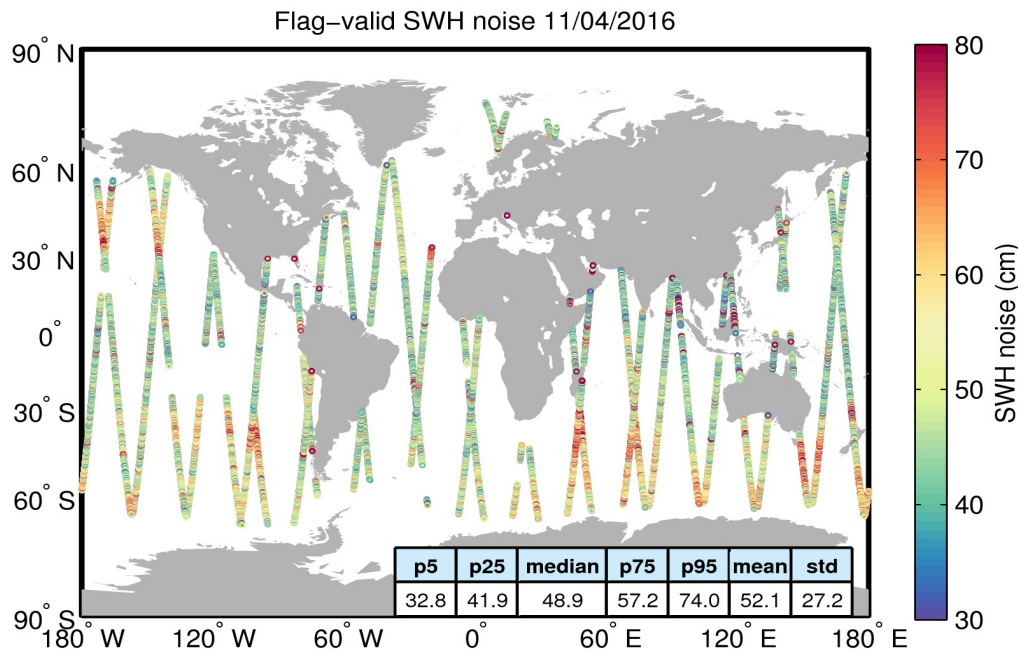 Flag−valid SWH noise 11/04/2016
90° N
60° N
30° N
0°
30° S
60° S
90° S
180° W
120° W
60° W
0°
60° E
120° E
180° E
80
70
60
50
40
30
SWH noise (cm)
p5 p25 median p75 p95 mean std
32.8 41.9 48.9 57.2 74.0 52.1 27.2